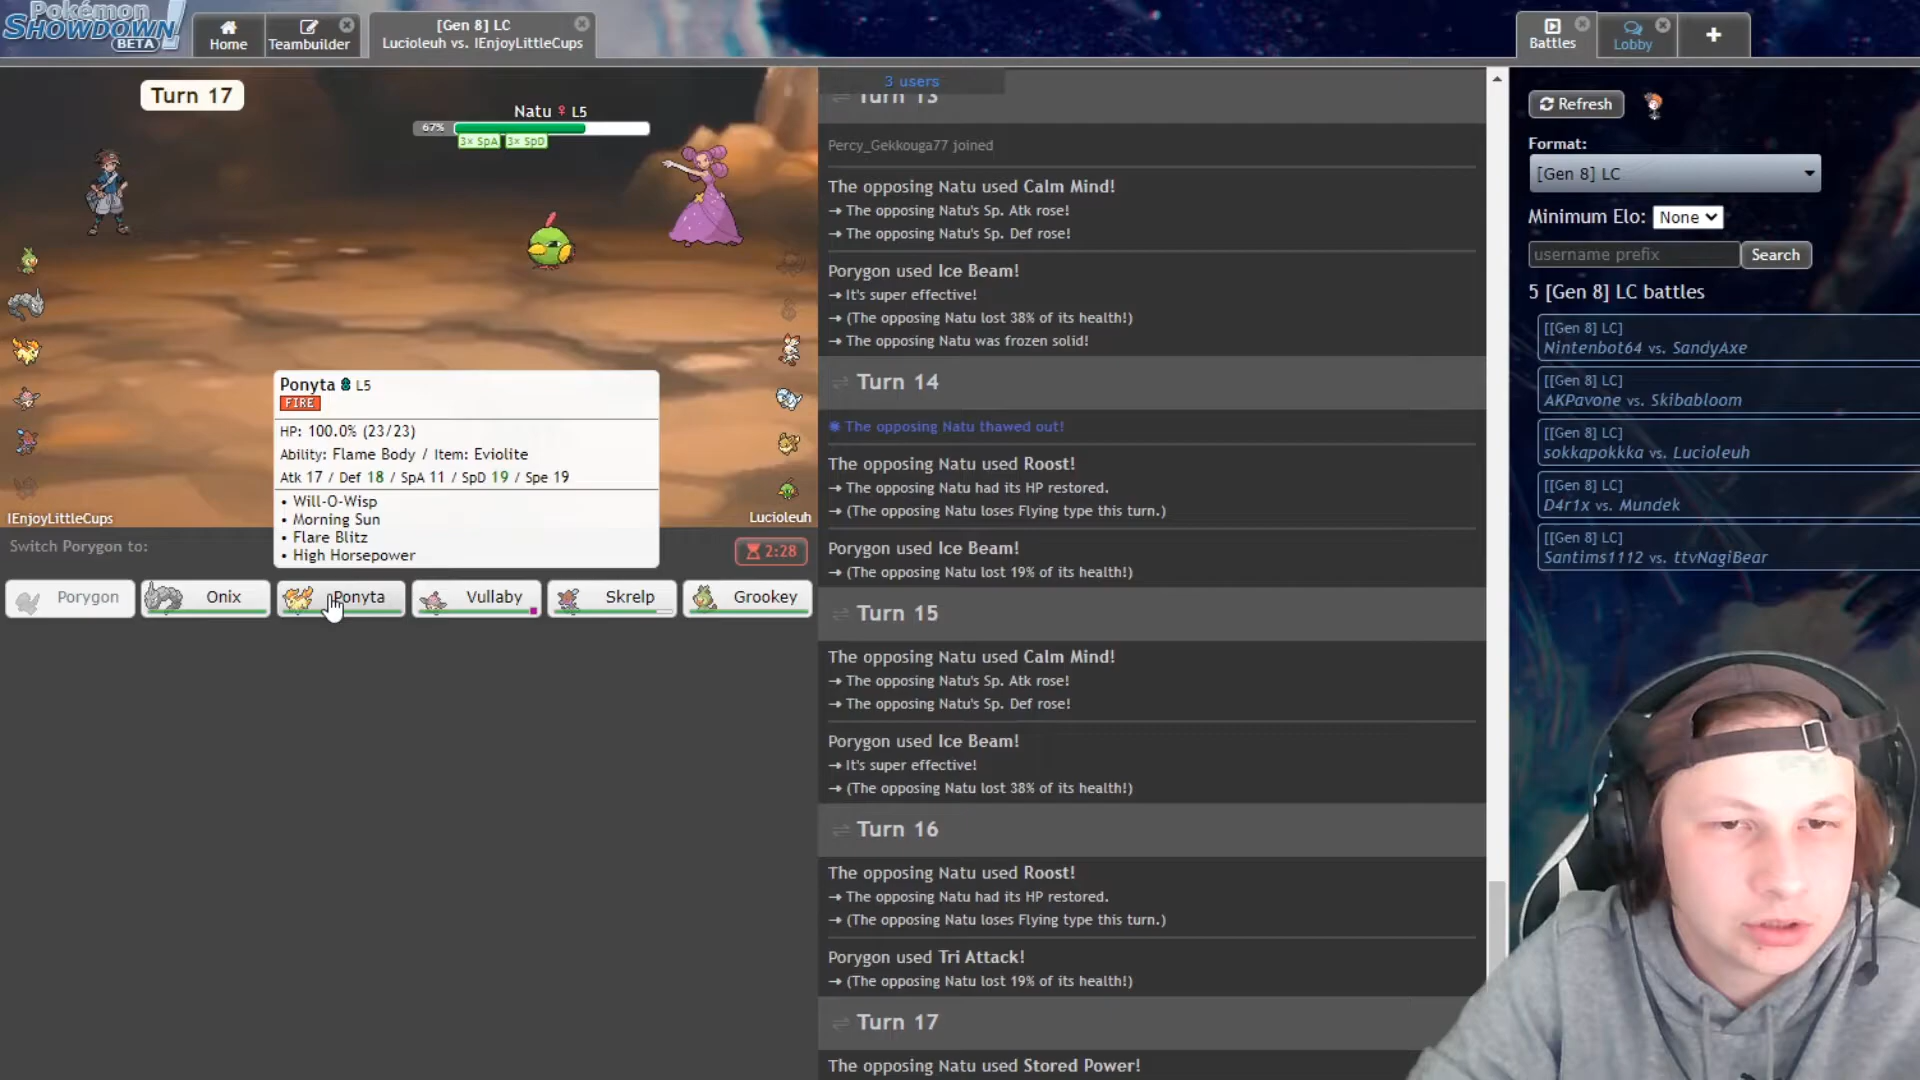 Pokémon
SHOWDOWN!
BETA
Home
Teambuilder
[Gen 8] LC
Lucioleuh vs. IEnjoyLittleCups
Battles
Lobby
Turn 17
Natu ♀ L5
67%
3× SpA 3× SpD
Ponyta L5
FIRE
HP: 100.0% (23/23)
Ability: Flame Body / Item: Eviolite
Atk 17 / Def 18 / SpA 11 / SpD 19 / Spe 19
• Will-O-Wisp
• Morning Sun
• Flare Blitz
• High Horsepower
IEnjoyLittleCups
Lucioleuh
Switch Porygon to:
2:28
Porygon
Onix
Ponyta
Vullaby
Skrelp
Grookey
3 users
Turn 13
Percy_Gekkouga77 joined
The opposing Natu used Calm Mind!
→ The opposing Natu's Sp. Atk rose!
→ The opposing Natu's Sp. Def rose!
Porygon used Ice Beam!
→ It's super effective!
→ (The opposing Natu lost 38% of its health!)
→ The opposing Natu was frozen solid!
Turn 14
The opposing Natu thawed out!
The opposing Natu used Roost!
→ The opposing Natu had its HP restored.
→ (The opposing Natu loses Flying type this turn.)
Porygon used Ice Beam!
→ (The opposing Natu lost 19% of its health!)
Turn 15
The opposing Natu used Calm Mind!
→ The opposing Natu's Sp. Atk rose!
→ The opposing Natu's Sp. Def rose!
Porygon used Ice Beam!
→ It's super effective!
→ (The opposing Natu lost 38% of its health!)
Turn 16
The opposing Natu used Roost!
→ The opposing Natu had its HP restored.
→ (The opposing Natu loses Flying type this turn.)
Porygon used Tri Attack!
→ (The opposing Natu lost 19% of its health!)
Turn 17
The opposing Natu used Stored Power!
Refresh
Format:
[Gen 8] LC
Minimum Elo: None
username prefix
Search
5 [Gen 8] LC battles
[[Gen 8] LC]
Nintenbot64 vs. SandyAxe
[[Gen 8] LC]
AKPavone vs. Skibabloom
[[Gen 8] LC]
sokkapokkka vs. Lucioleuh
[[Gen 8] LC]
D4r1x vs. Mundek
[[Gen 8] LC]
Santims1112 vs. ttvNagiBear